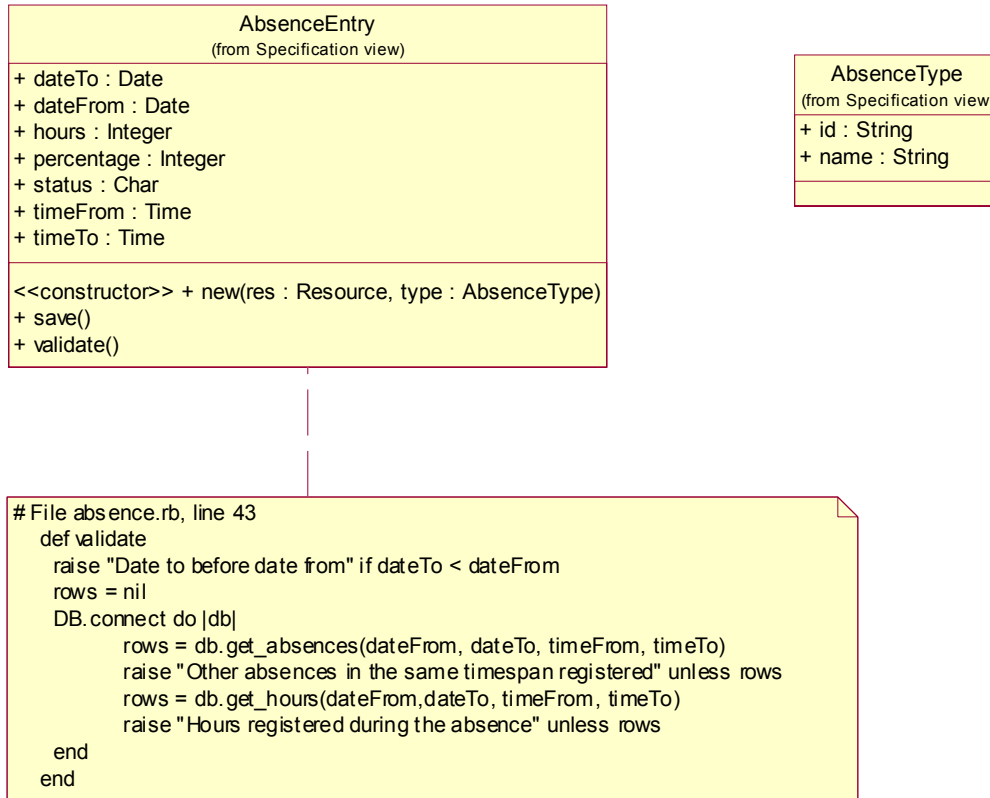 AbsenceEntry
(from Specification view)
+ dateTo : Date
+ dateFrom : Date
+ hours : Integer
+ percentage : Integer
+ status : Char
+ timeFrom : Time
+ timeTo : Time
<<constructor>> + new(res : Resource, type : AbsenceType)
+ save()
+ validate()
AbsenceType
(from Specification view
+ id : String
+ name : String
# File absence.rb, line 43
def validate
raise "Date to before date from" if dateTo < dateFrom
rows = nil
DB.connect do |db|
rows = db.get_absences(dateFrom, dateTo, timeFrom, timeTo)
raise "Other absences in the same timespan registered" unless rows
rows = db.get_hours(dateFrom,dateTo, timeFrom, timeTo)
raise "Hours registered during the absence" unless rows
end
end